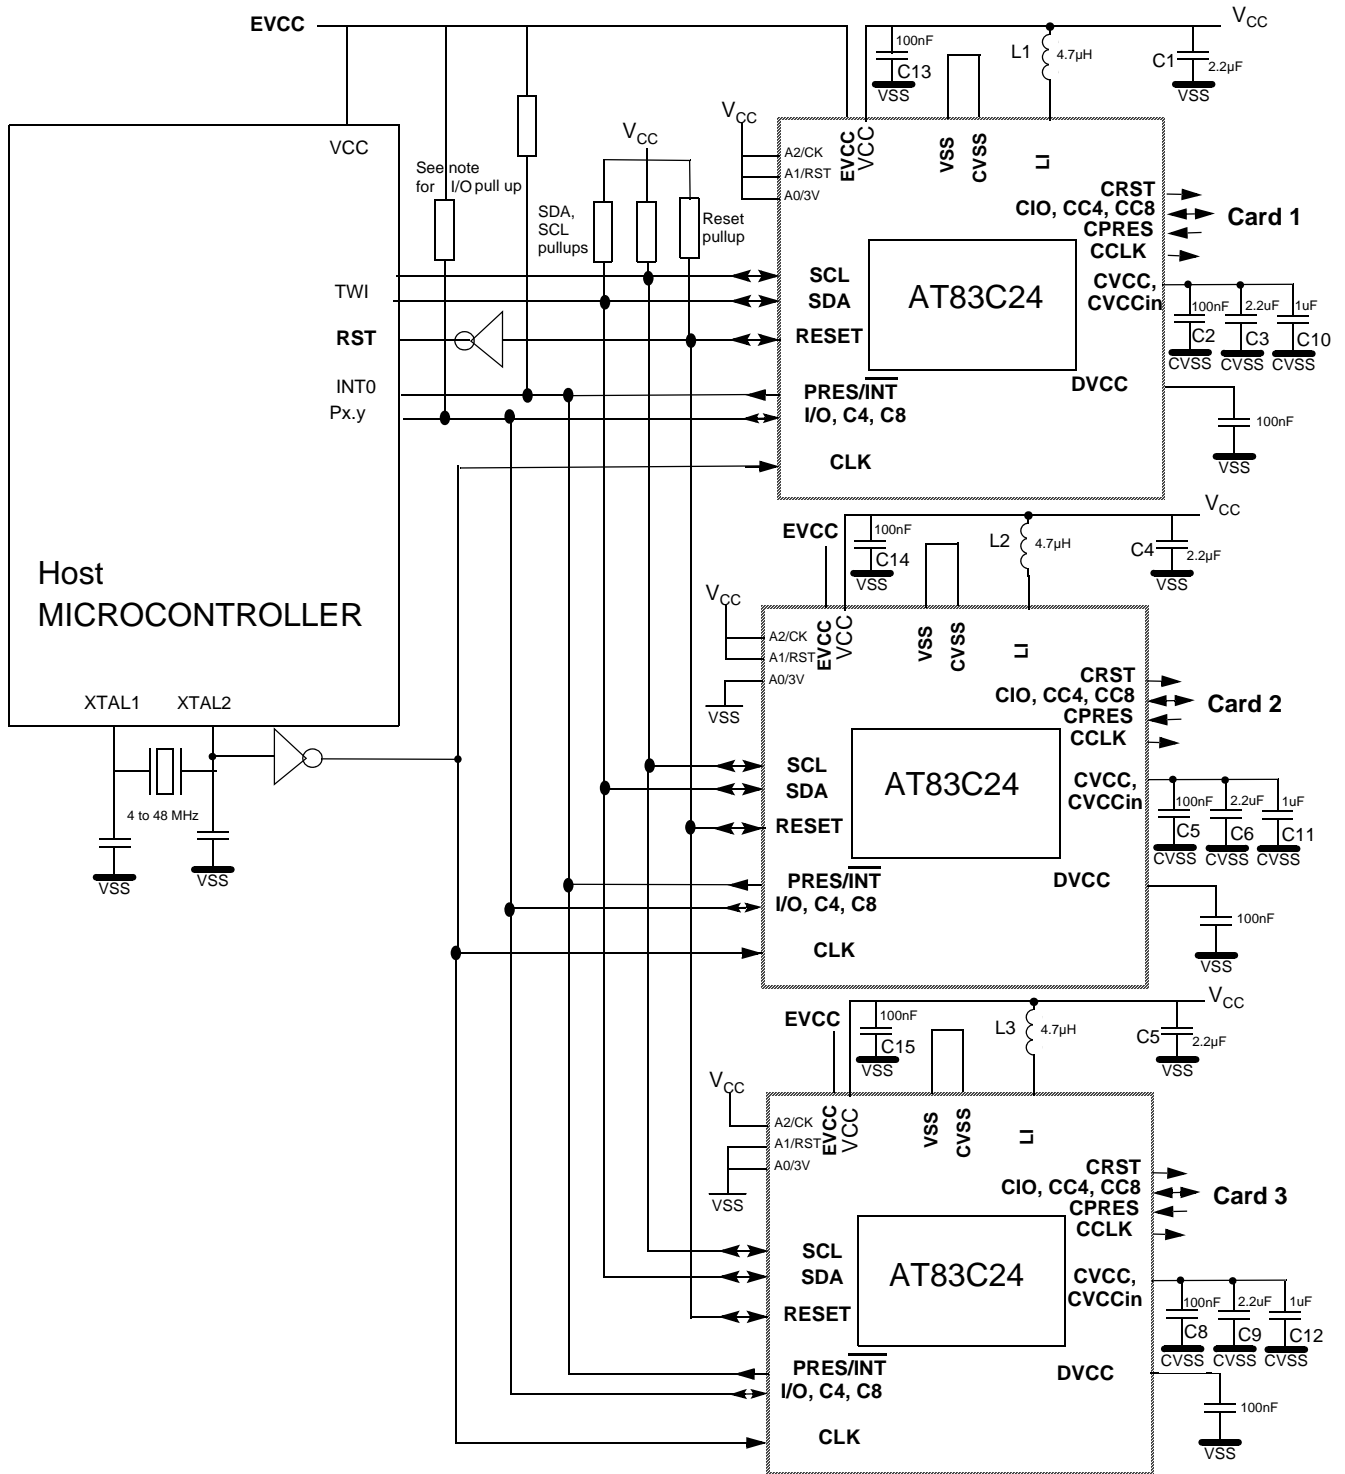 EVCC
VCC
100nF
C13
VSS
L1
4.7µH
C1
2.2µF
VSS
VCC
VCC
See note
for I/O pull up
SDA,
SCL
pullups
VCC
Reset
pullup
TWI
RST
INT0
Px.y
Host
MICROCONTROLLER
XTAL1
XTAL2
4 to 48 MHz
VSS
VSS
VCC
A2/CK
A1/RST
A0/3V
EVCC
VCC
VSS
CVSS
LI
CRST
CIO, CC4, CC8
CPRES
CCLK
Card 1
SCL
SDA
RESET
PRES/INT
I/O, C4, C8
CLK
AT83C24
CVCC,
CVCCin
100nF
C2
CVSS
2.2uF
C3
CVSS
1uF
C10
CVSS
DVCC
100nF
VSS
EVCC
100nF
C14
VSS
L2
4.7µH
C4
2.2µF
VSS
VCC
VCC
A2/CK
A1/RST
A0/3V
VSS
EVCC
VCC
VSS
CVSS
LI
CRST
CIO, CC4, CC8
CPRES
CCLK
Card 2
SCL
SDA
RESET
PRES/INT
I/O, C4, C8
CLK
AT83C24
CVCC,
CVCCin
100nF
C5
CVSS
2.2uF
C6
CVSS
1uF
C11
CVSS
DVCC
100nF
VSS
EVCC
100nF
C15
VSS
L3
4.7µH
C5
2.2µF
VSS
VCC
VCC
A2/CK
A1/RST
A0/3V
VSS
EVCC
VCC
VSS
CVSS
LI
CRST
CIO, CC4, CC8
CPRES
CCLK
Card 3
SCL
SDA
RESET
PRES/INT
I/O, C4, C8
CLK
AT83C24
CVCC,
CVCCin
100nF
C8
CVSS
2.2uF
C9
CVSS
1uF
C12
CVSS
DVCC
100nF
VSS